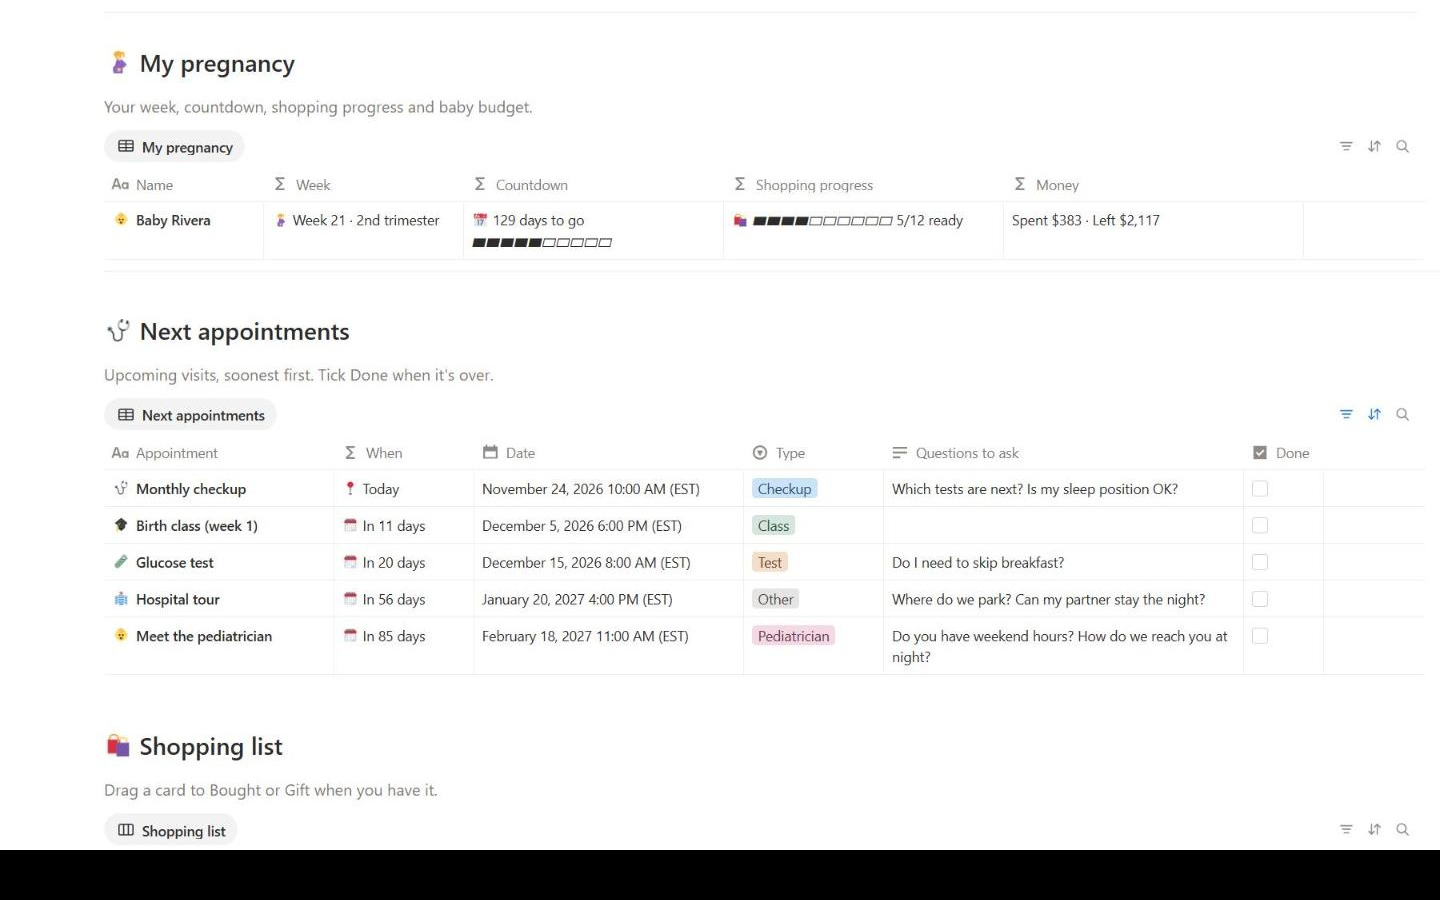 My pregnancy
Your week, countdown, shopping progress and baby budget.
My pregnancy
Aa Name Σ Week Σ Countdown Σ Shopping progress Σ Money
Baby Rivera Week 21 · 2nd trimester 129 days to go 5/12 ready Spent $383 · Left $2,117
Next appointments
Upcoming visits, soonest first. Tick Done when it's over.
Next appointments
Aa Appointment Σ When Date Type Questions to ask Done
Monthly checkup Today November 24, 2026 10:00 AM (EST) Checkup Which tests are next? Is my sleep position OK?
Birth class (week 1) In 11 days December 5, 2026 6:00 PM (EST) Class
Glucose test In 20 days December 15, 2026 8:00 AM (EST) Test Do I need to skip breakfast?
Hospital tour In 56 days January 20, 2027 4:00 PM (EST) Other Where do we park? Can my partner stay the night?
Meet the pediatrician In 85 days February 18, 2027 11:00 AM (EST) Pediatrician Do you have weekend hours? How do we reach you at
night?
Shopping list
Drag a card to Bought or Gift when you have it.
Shopping list